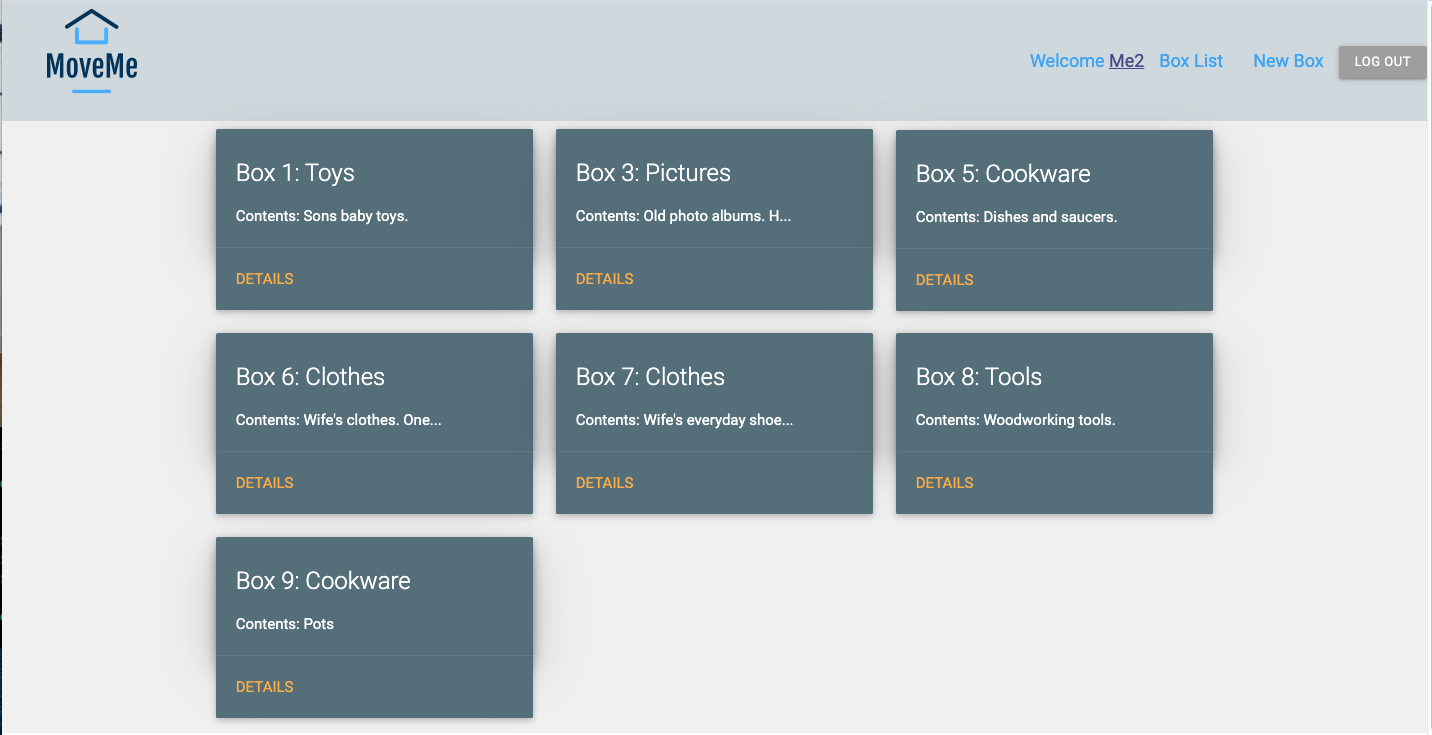 MoveMe
Welcome Me2 Box List New Box LOG OUT
Box 1: Toys
Contents: Sons baby toys.
DETAILS
Box 3: Pictures
Contents: Old photo albums. H...
DETAILS
Box 5: Cookware
Contents: Dishes and saucers.
DETAILS
Box 6: Clothes
Contents: Wife's clothes. One...
DETAILS
Box 7: Clothes
Contents: Wife's everyday shoe...
DETAILS
Box 8: Tools
Contents: Woodworking tools.
DETAILS
Box 9: Cookware
Contents: Pots
DETAILS